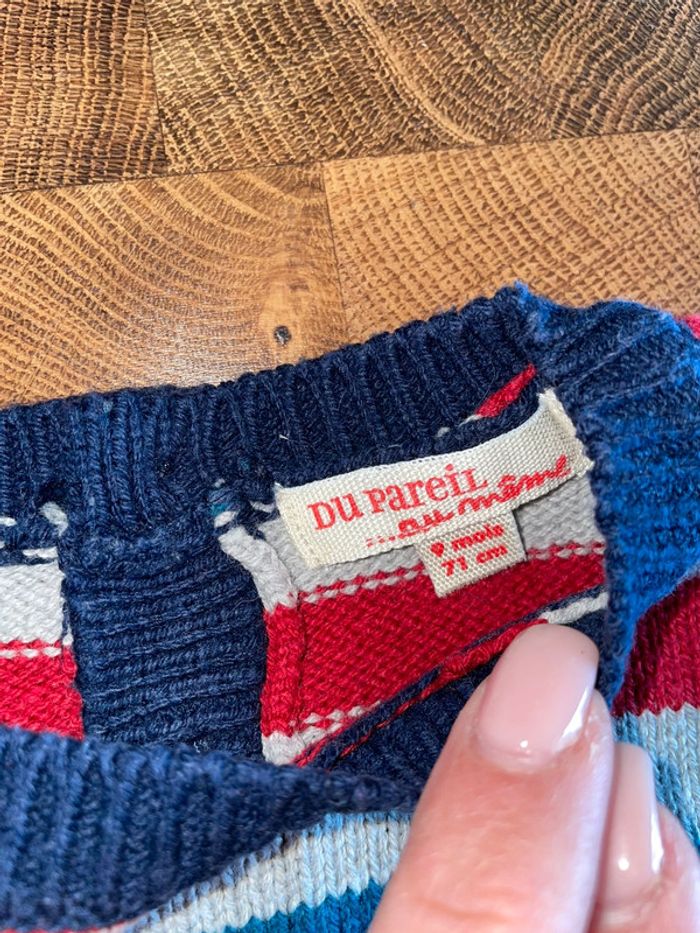 DU PAREIL
...au même
9 mois
71 cm